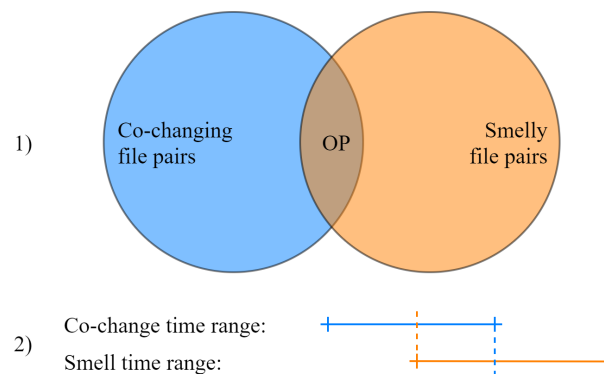 1)
Co-changing
file pairs
OP
Smelly
file pairs
2)
Co-change time range:
Smell time range: